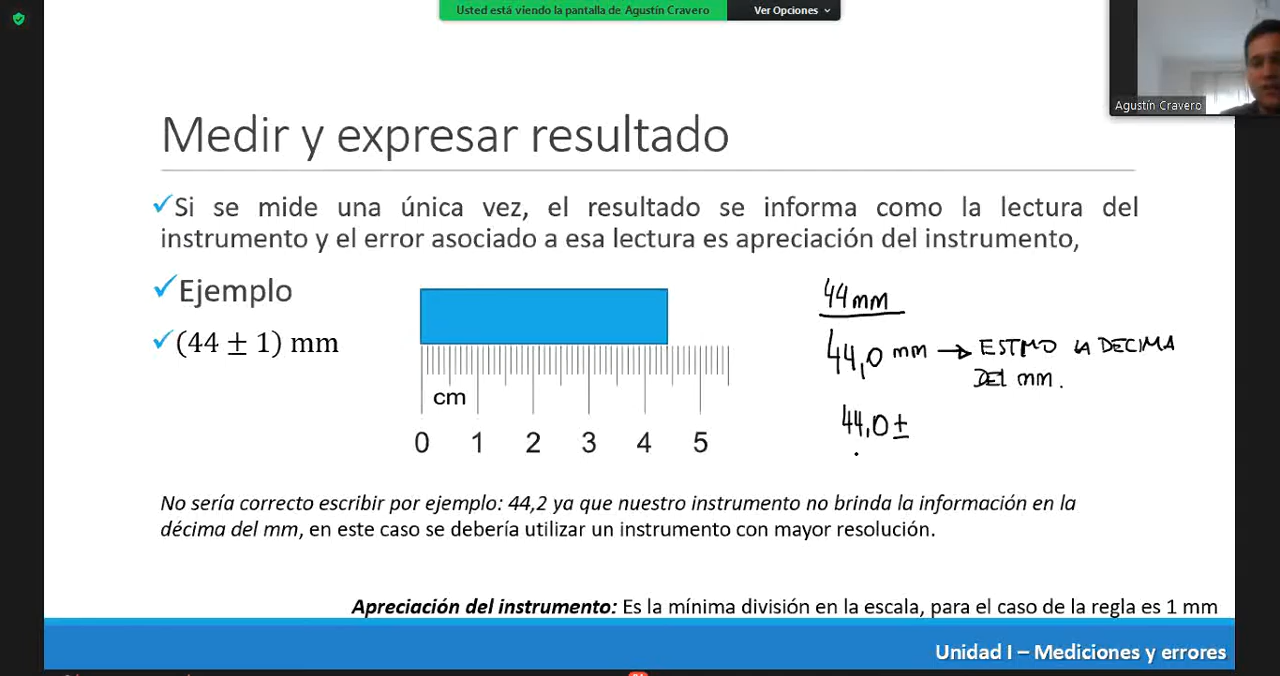 Usted está viendo la pantalla de Agustín Cravero
Ver Opciones
Agustín Cravero
Medir y expresar resultado
Si se mide una única vez, el resultado se informa como la lectura del
instrumento y el error asociado a esa lectura es apreciación del instrumento,
Ejemplo
(44 ± 1) mm
cm
0 1 2 3 4 5
44 mm
44,0 mm → ESTMO LA DECIMA
DEL mm.
44,0 ±
No sería correcto escribir por ejemplo: 44,2 ya que nuestro instrumento no brinda la información en la
décima del mm, en este caso se debería utilizar un instrumento con mayor resolución.
Apreciación del instrumento: Es la mínima división en la escala, para el caso de la regla es 1 mm
Unidad I – Mediciones y errores